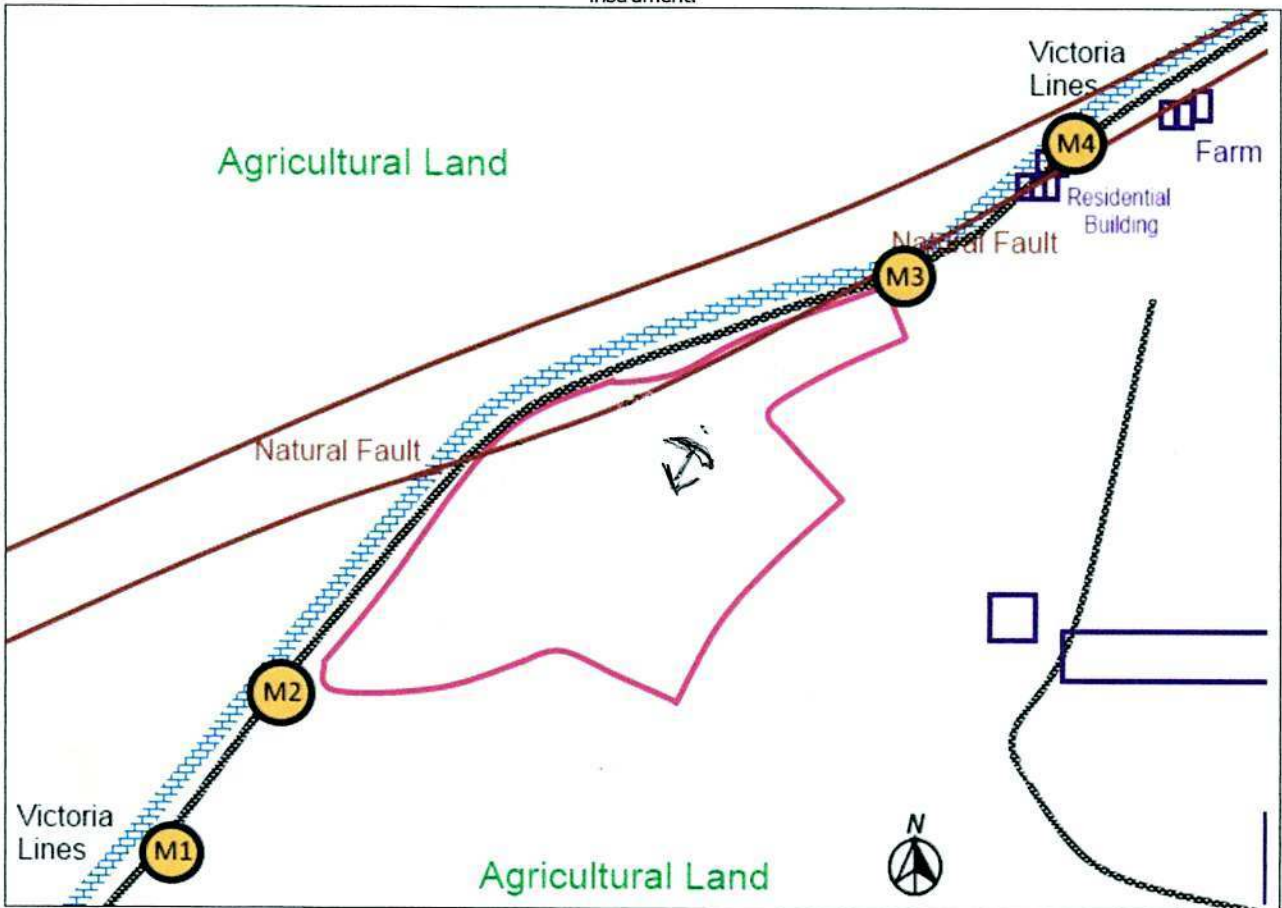 Victoria
Lines
M4
Agricultural Land
Farm
Residential
Building
Natural Fault
M3
Natural Fault
M2
Victoria
Lines
M1
N
Agricultural Land